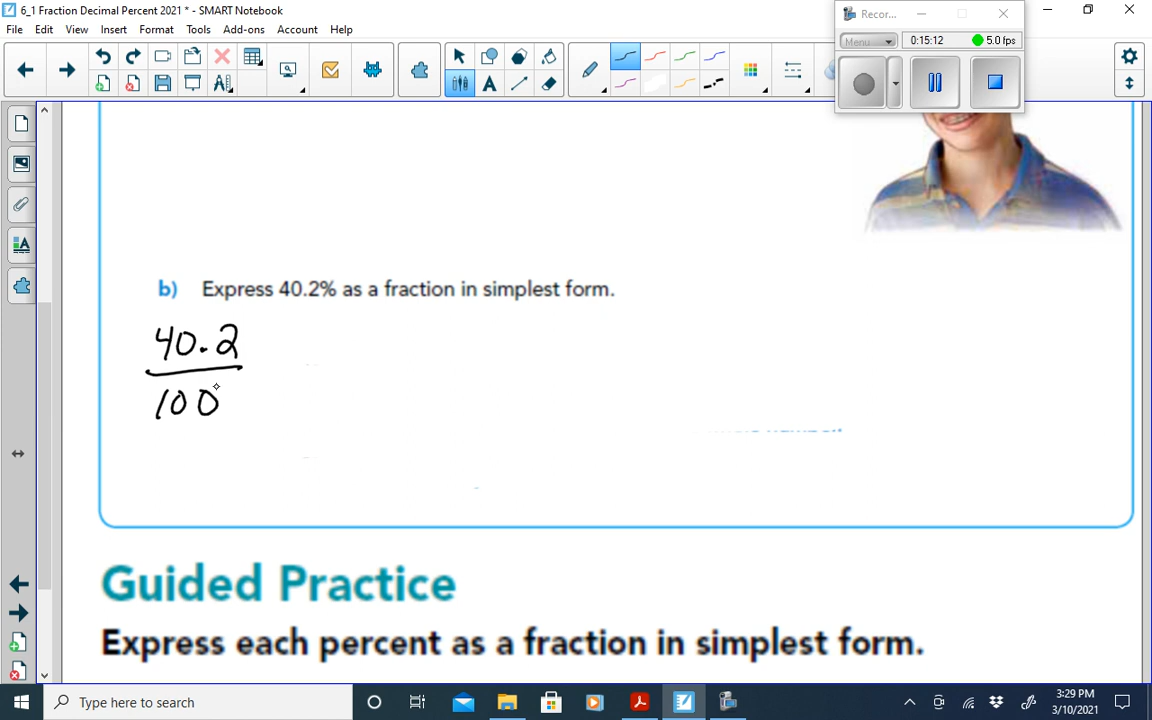 6_1 Fraction Decimal Percent 2021 * - SMART Notebook
File Edit View Insert Format Tools Add-ons Account Help
Recor...
Menu 0:15:12 5.0 fps
b) Express 40.2% as a fraction in simplest form.
40.2
100
Guided Practice
Express each percent as a fraction in simplest form.
Type here to search
3:29 PM
3/10/2021